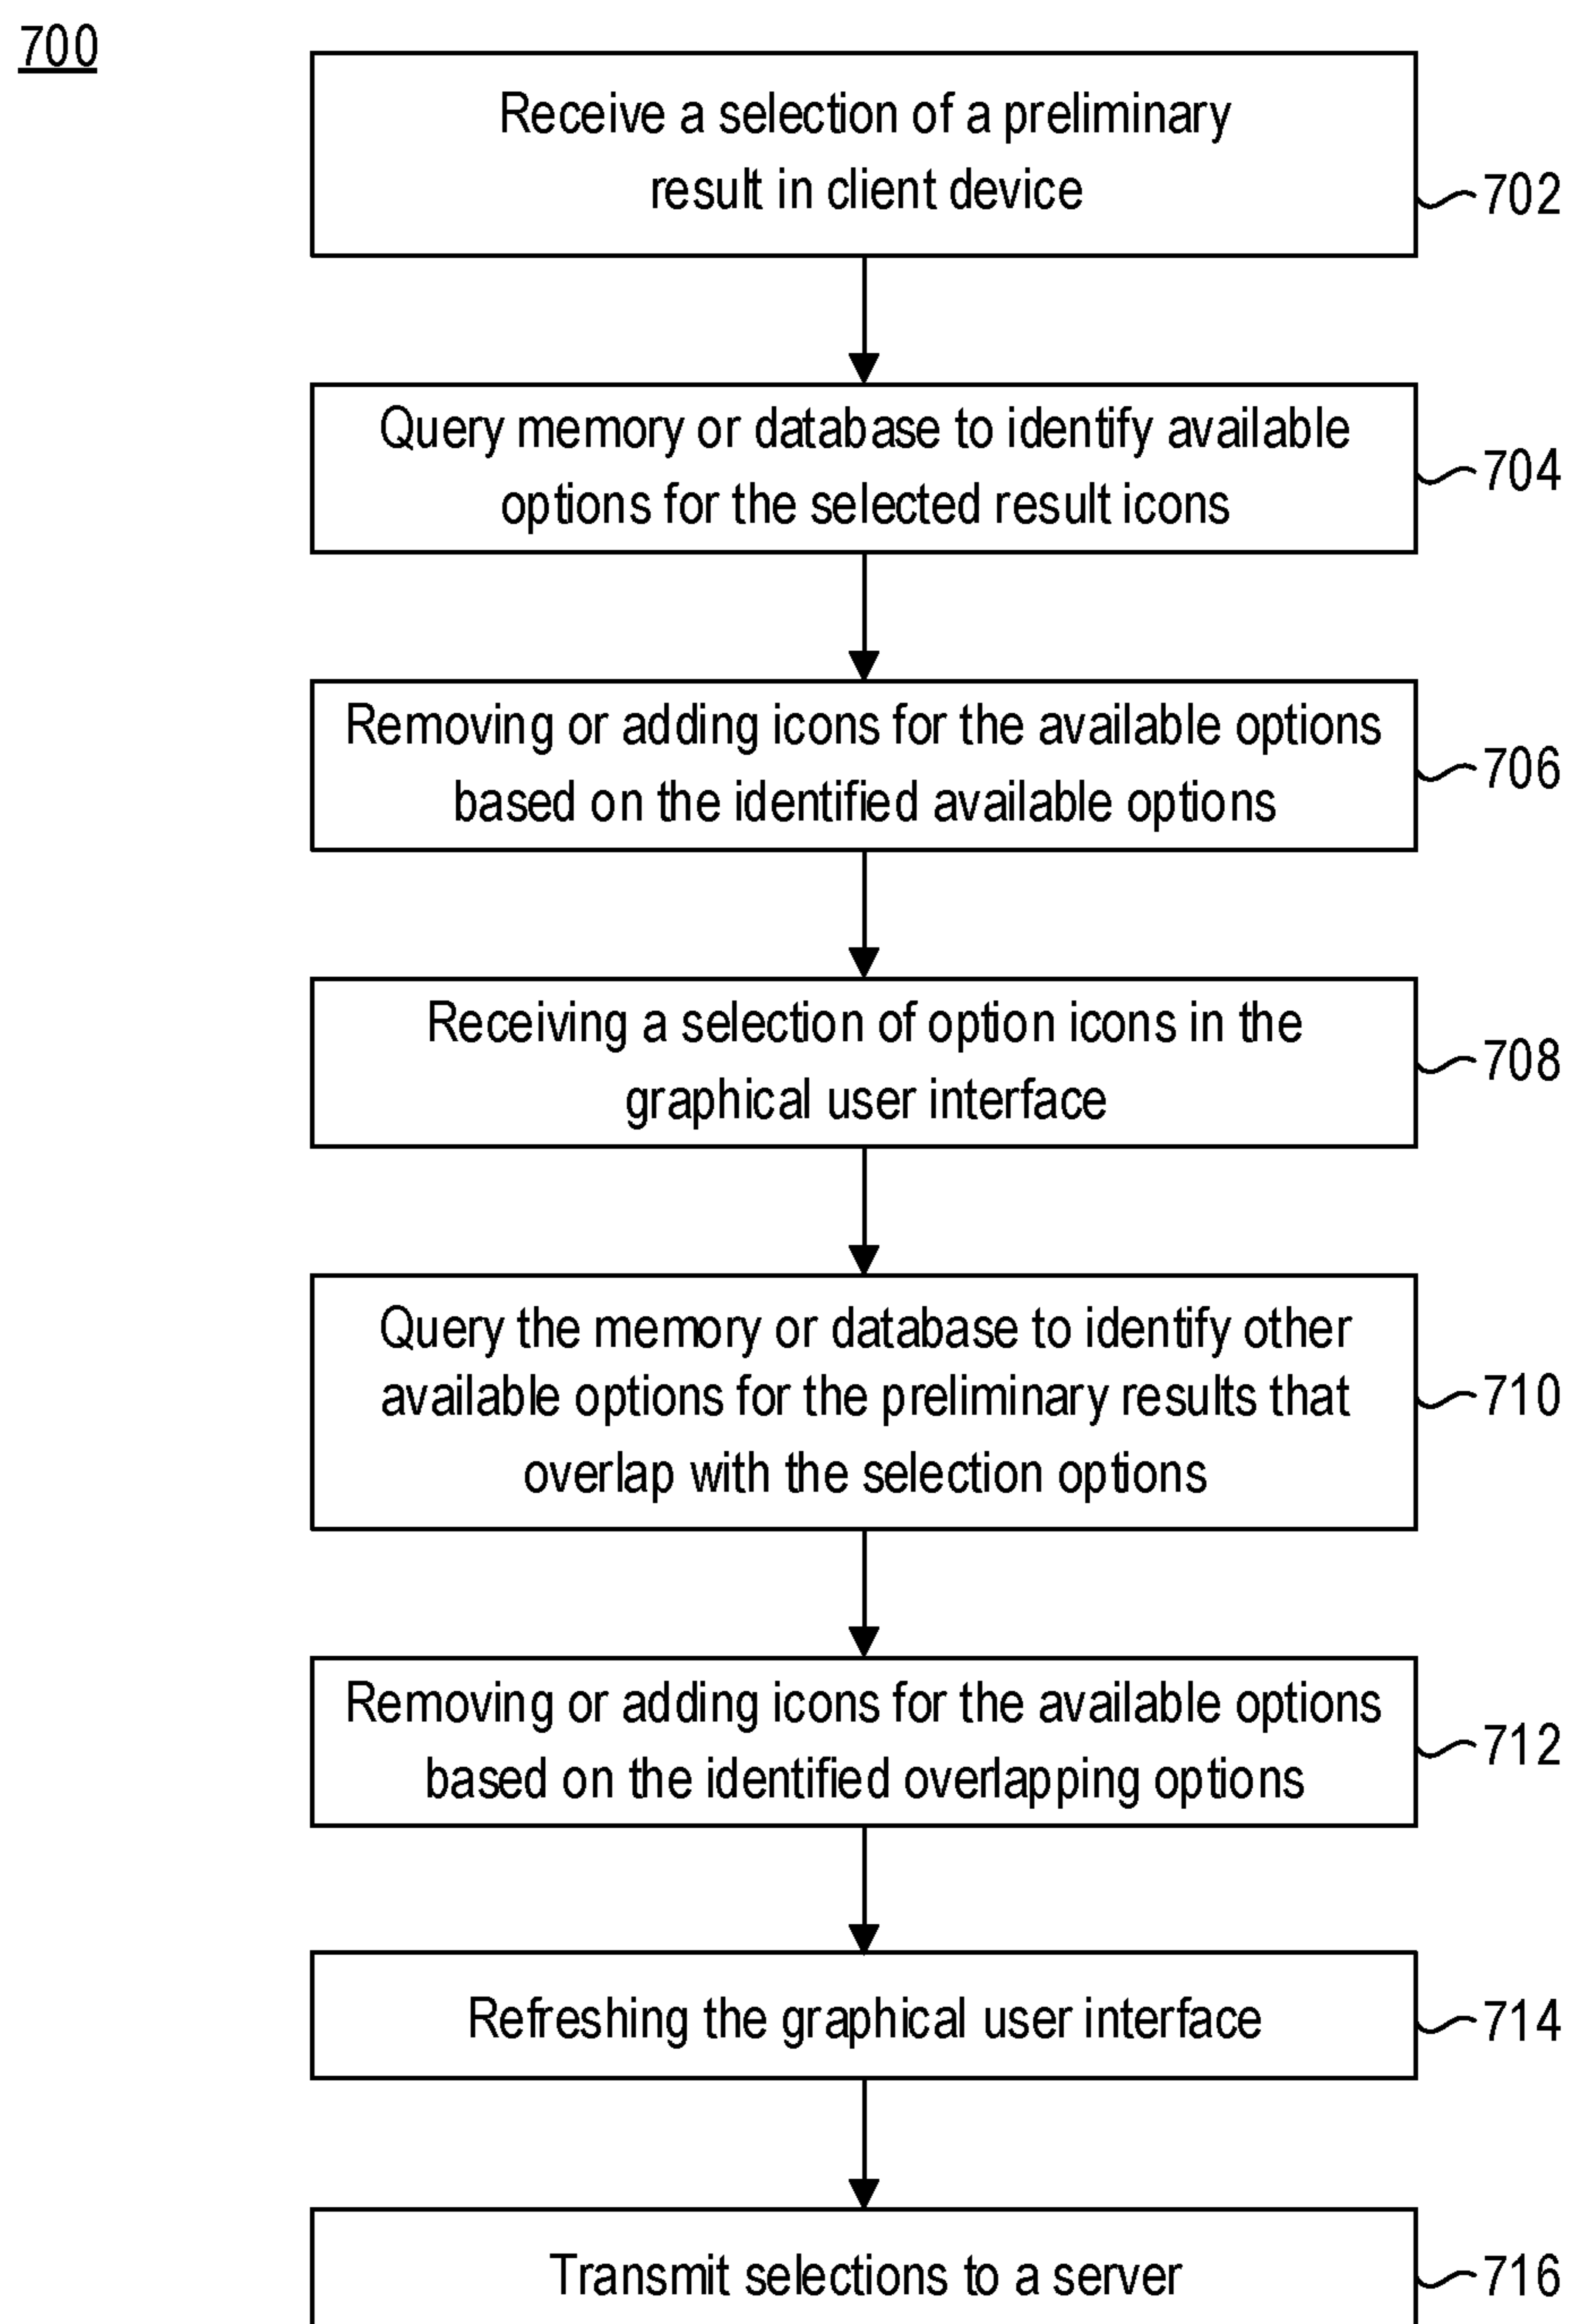 700
Receive a selection of a preliminary
result in client device
702
Query memory or database to identify available
options for the selected result icons
704
Removing or adding icons for the available options
based on the identified available options
706
Receiving a selection of option icons in the
graphical user interface
708
Query the memory or database to identify other
available options for the preliminary results that
overlap with the selection options
710
Removing or adding icons for the available options
based on the identified overlapping options
712
Refreshing the graphical user interface
714
Transmit selections to a server
716